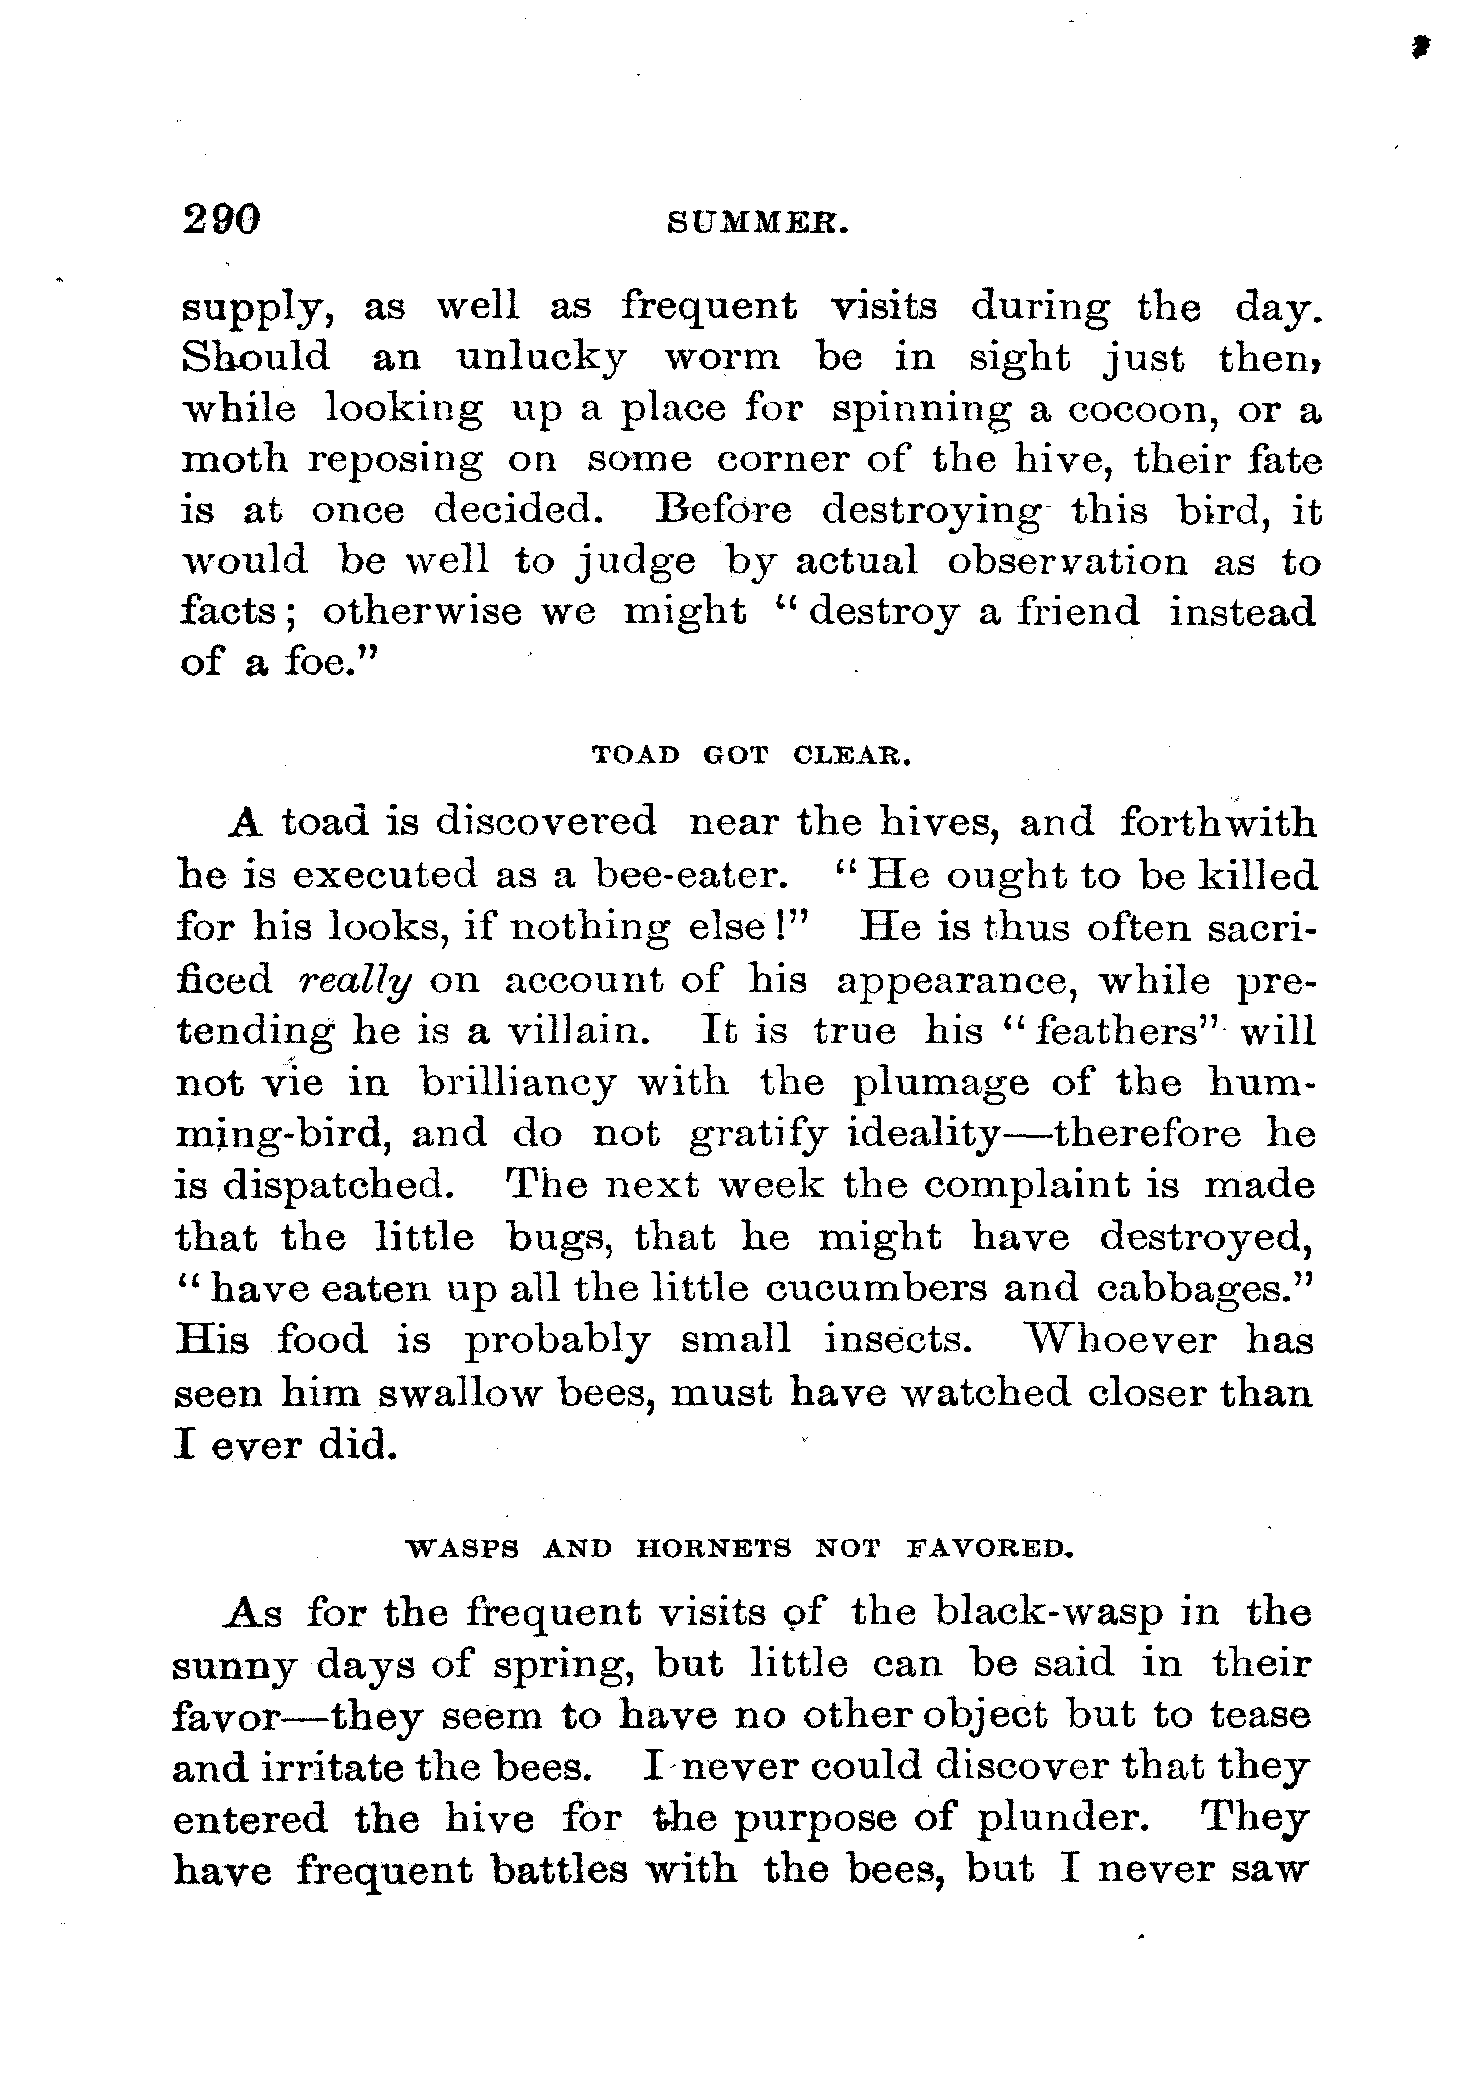 290 SUMMER.
supply, as well as frequent visits during the day.
Should an unlucky worm be in sight just then,
while looking up a place for spinning a cocoon, or a
moth reposing on some corner of the hive, their fate
is at once decided. Before destroying this bird, it
would be well to judge by actual observation as to
facts; otherwise we might "destroy a friend instead
of a foe."
TOAD GOT CLEAR.
A toad is discovered near the hives, and forthwith
he is executed as a bee-eater. "He ought to be killed
for his looks, if nothing else!" He is thus often sacri-
ficed really on account of his appearance, while pre-
tending he is a villain. It is true his "feathers" will
not vie in brilliancy with the plumage of the hum-
ming-bird, and do not gratify ideality—therefore he
is dispatched. The next week the complaint is made
that the little bugs, that he might have destroyed,
"have eaten up all the little cucumbers and cabbages."
His food is probably small insects. Whoever has
seen him swallow bees, must have watched closer than
I ever did.
WASPS AND HORNETS NOT FAVORED.
As for the frequent visits of the black-wasp in the
sunny days of spring, but little can be said in their
favor—they seem to have no other object but to tease
and irritate the bees. I never could discover that they
entered the hive for the purpose of plunder. They
have frequent battles with the bees, but I never saw